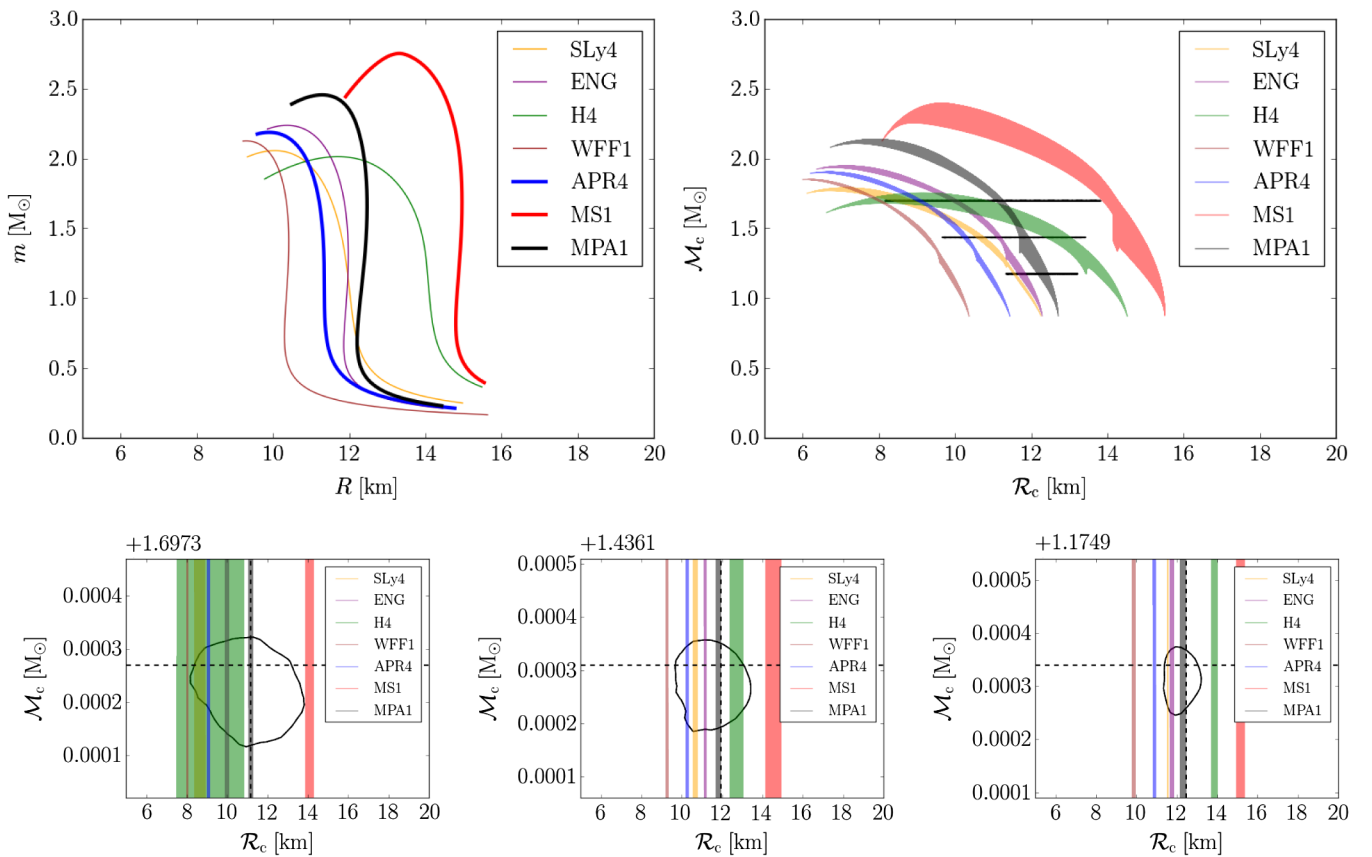 3.0
2.5
2.0
1.5
1.0
0.5
0.0
m [M⊙]
6 8 10 12 14 16 18 20
R [km]
SLy4
ENG
H4
WFF1
APR4
MS1
MPA1
3.0
2.5
2.0
1.5
1.0
0.5
0.0
ℳc [M⊙]
6 8 10 12 14 16 18 20
ℛc [km]
SLy4
ENG
H4
WFF1
APR4
MS1
MPA1
+1.6973
0.0004
0.0003
0.0002
0.0001
ℳc [M⊙]
6 8 10 12 14 16 18 20
ℛc [km]
SLy4
ENG
H4
WFF1
APR4
MS1
MPA1
+1.4361
0.0005
0.0004
0.0003
0.0002
0.0001
ℳc [M⊙]
6 8 10 12 14 16 18 20
ℛc [km]
SLy4
ENG
H4
WFF1
APR4
MS1
MPA1
+1.1749
0.0005
0.0004
0.0003
0.0002
0.0001
ℳc [M⊙]
6 8 10 12 14 16 18 20
ℛc [km]
SLy4
ENG
H4
WFF1
APR4
MS1
MPA1